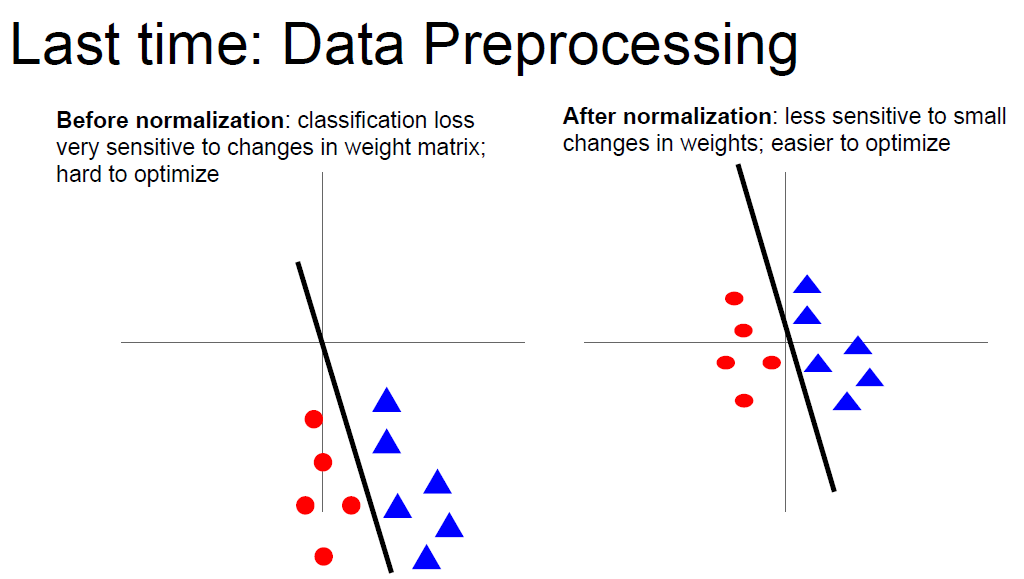 Last time: Data Preprocessing
Before normalization: classification loss
very sensitive to changes in weight matrix;
hard to optimize
After normalization: less sensitive to small
changes in weights; easier to optimize